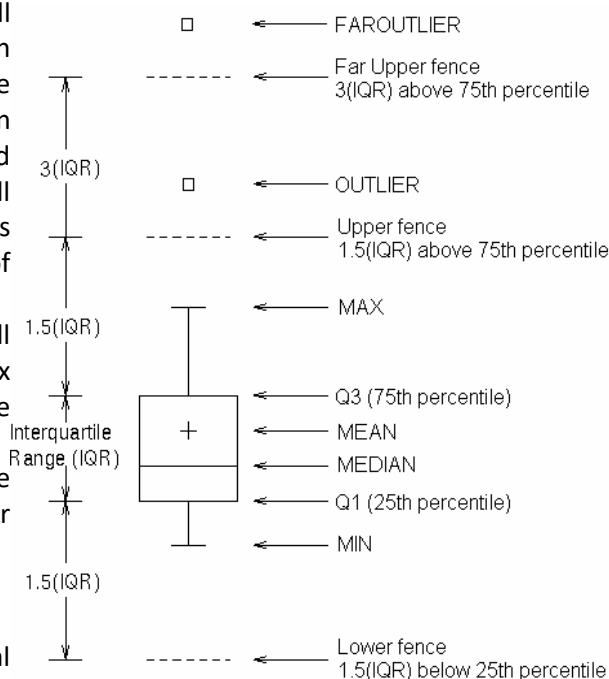 FAROUTLIER
Far Upper fence
3(IQR) above 75th percentile
3(IQR)
OUTLIER
Upper fence
1.5(IQR) above 75th percentile
MAX
1.5(IQR)
Q3 (75th percentile)
MEAN
Interquartile
Range (IQR)
MEDIAN
Q1 (25th percentile)
MIN
1.5(IQR)
Lower fence
1.5(IQR) below 25th percentile